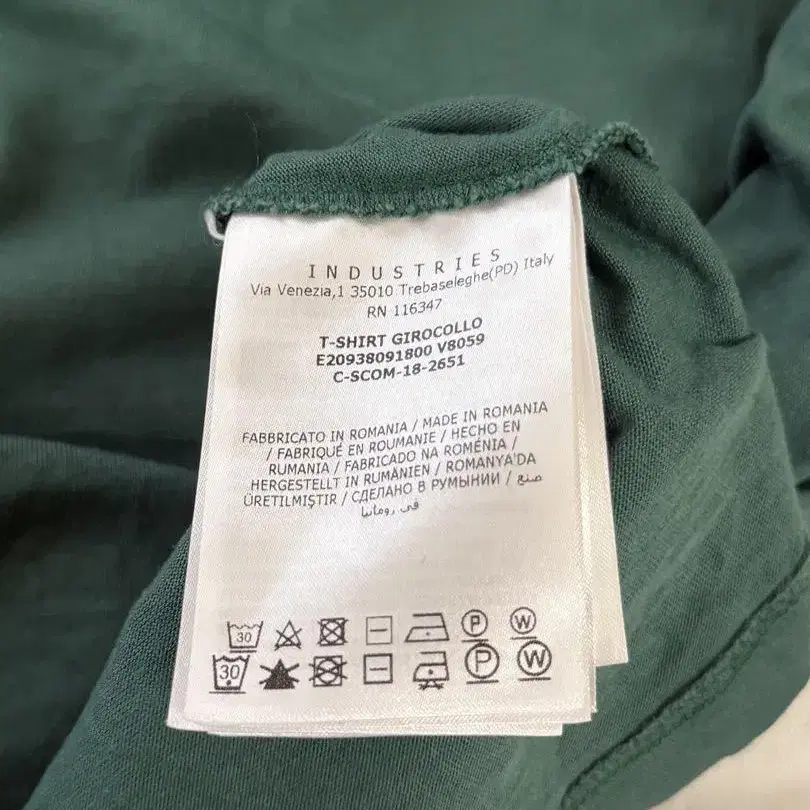 INDUSTRIES
Via Venezia,1 35010 Trebaseleghe(PD) Italy
RN 116347
T-SHIRT GIROCOLLO
E20938091800 V8059
C-SCOM-18-2651
FABBRICATO IN ROMANIA / MADE IN ROMANIA
/ FABRIQUÉ EN ROUMANIE / HECHO EN
RUMANIA / FABRICADO NA ROMÉNIA /
HERGESTELLT IN RUMÄNIEN / ROMANYA'DA
ÜRETILMIŞTIR / СДЕЛАНО В РУМЫНИИ / صنع
في رومانيا
30 P W
30 P W